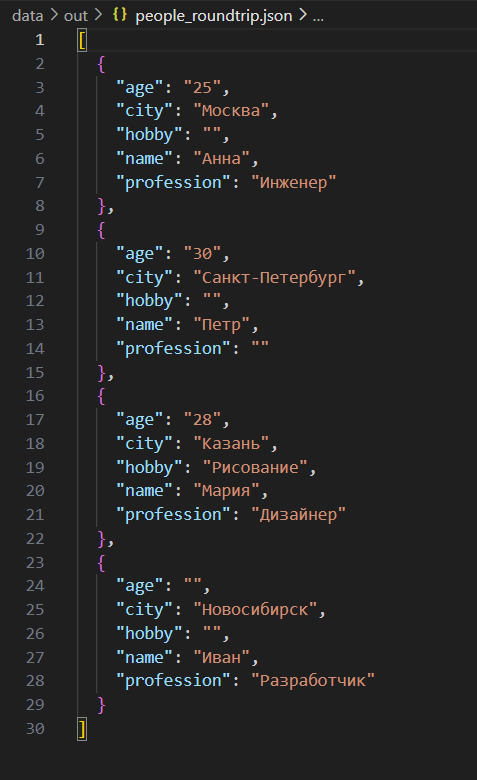 data > out > {} people_roundtrip.json > ...
1 [
2 {
3 "age": "25",
4 "city": "Москва",
5 "hobby": "",
6 "name": "Анна",
7 "profession": "Инженер"
8 },
9 {
10 "age": "30",
11 "city": "Санкт-Петербург",
12 "hobby": "",
13 "name": "Петр",
14 "profession": ""
15 },
16 {
17 "age": "28",
18 "city": "Казань",
19 "hobby": "Рисование",
20 "name": "Мария",
21 "profession": "Дизайнер"
22 },
23 {
24 "age": "",
25 "city": "Новосибирск",
26 "hobby": "",
27 "name": "Иван",
28 "profession": "Разработчик"
29 }
30 ]